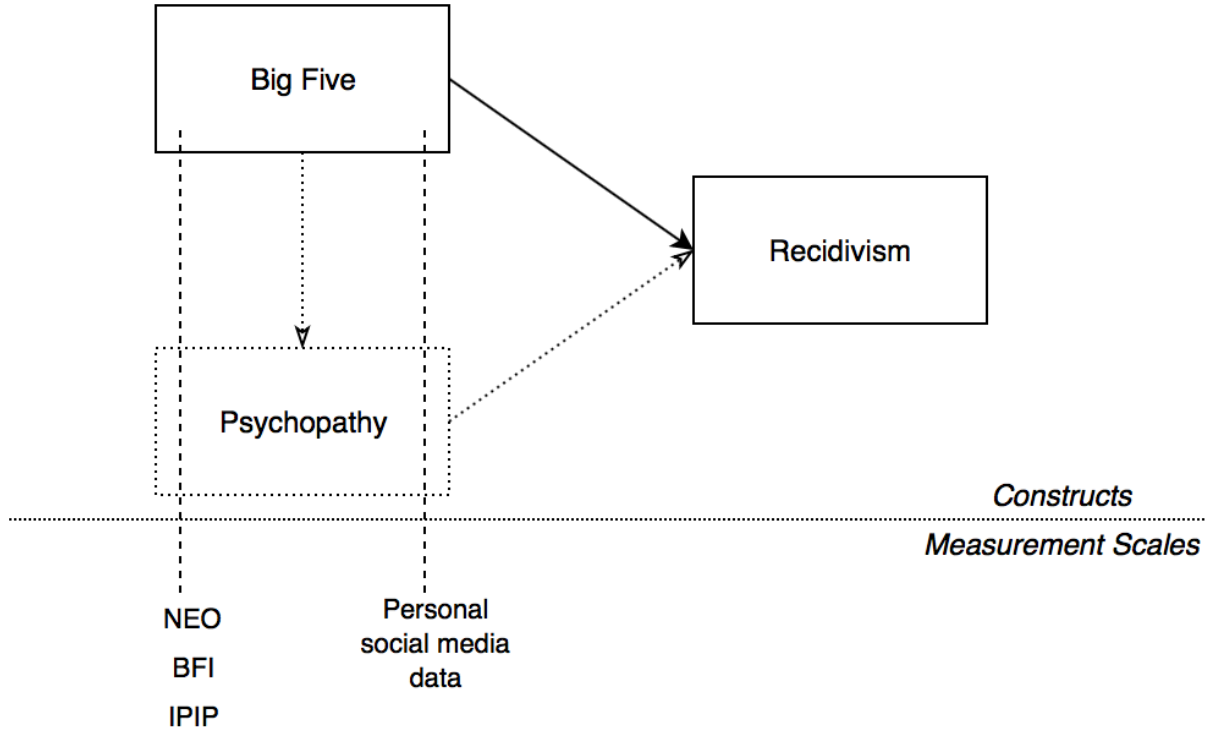 Big Five
Recidivism
Psychopathy
Constructs
Measurement Scales
NEO
BFI
IPIP
Personal
social media
data